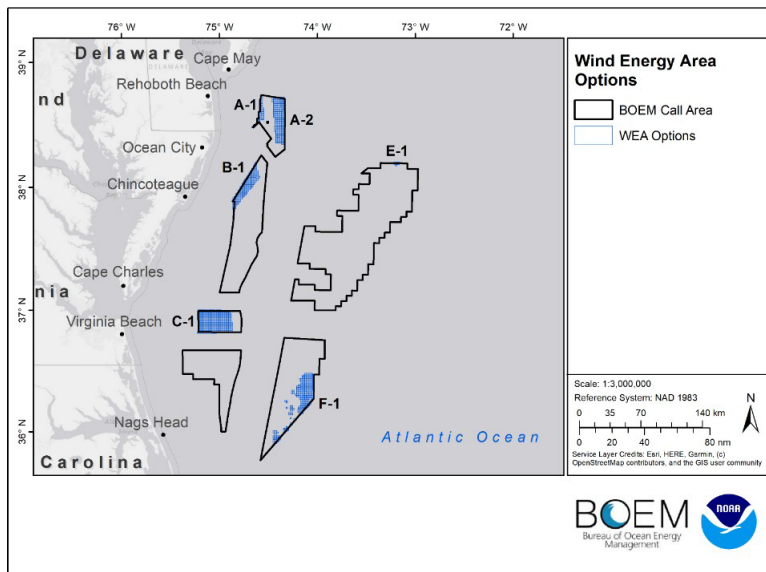 76° W
75° W
74° W
73° W
72° W
39° N
38° N
37° N
36° N
Delaware
Cape May
DELAWARE
Rehoboth Beach
nd
A-1
A-2
Ocean City
E-1
B-1
Chincoteague
Cape Charles
nia
Virginia Beach
C-1
F-1
Nags Head
Atlantic Ocean
Carolina
Wind Energy Area
Options
BOEM Call Area
WEA Options
Scale: 1:3,000,000
Reference System: NAD 1983
N
0 35 70 140 km
0 20 40 80 nm
Service Layer Credits: Esri, HERE, Garmin, (c)
OpenStreetMap contributors, and the GIS user community
BOEM
Bureau of Ocean Energy
Management
NOAA